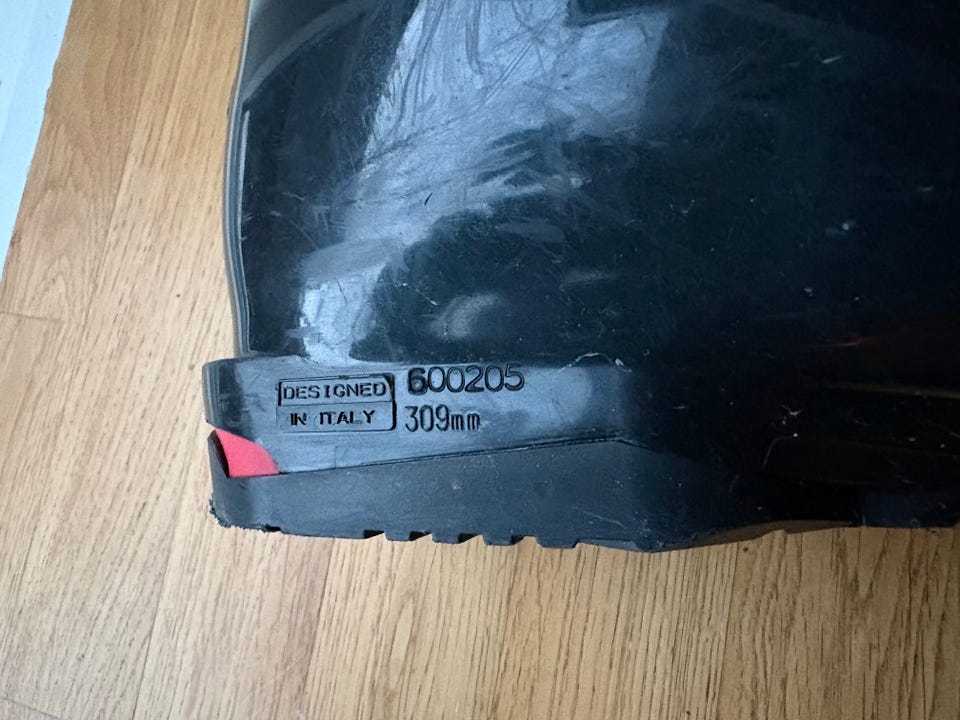 DESIGNED
IN ITALY
600205
309mm